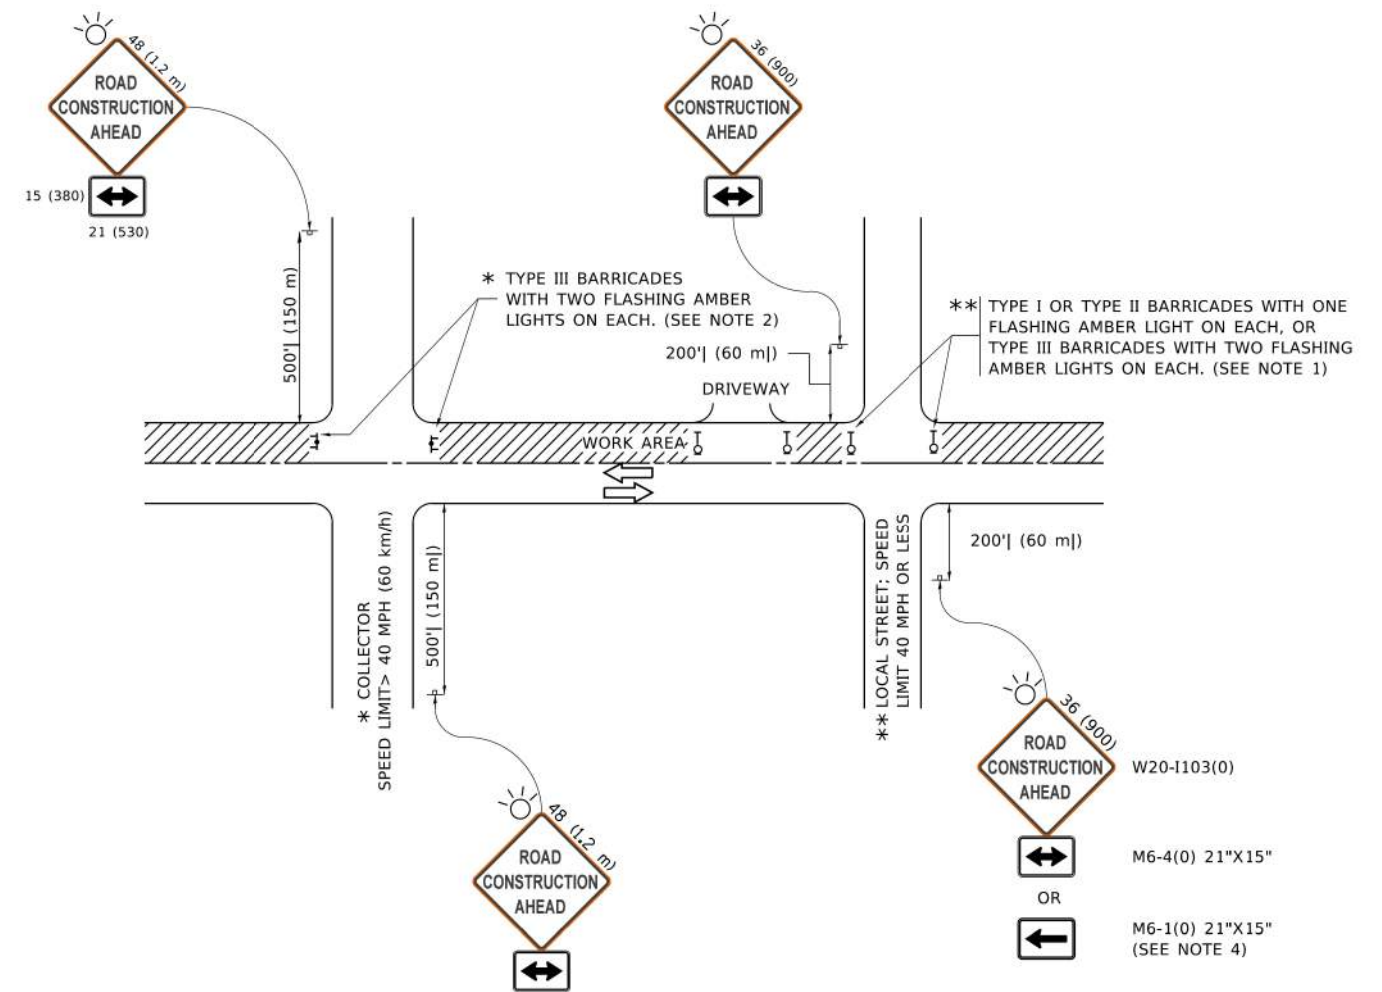 48 (1.2 m)
ROAD
CONSTRUCTION
AHEAD
15 (380)
21 (530)
36 (900)
ROAD
CONSTRUCTION
AHEAD
500'| (150 m)
* TYPE III BARRICADES
WITH TWO FLASHING AMBER
LIGHTS ON EACH. (SEE NOTE 2)
200'| (60 m|)
DRIVEWAY
** TYPE I OR TYPE II BARRICADES WITH ONE
FLASHING AMBER LIGHT ON EACH, OR
TYPE III BARRICADES WITH TWO FLASHING
AMBER LIGHTS ON EACH. (SEE NOTE 1)
WORK AREA
* COLLECTOR
SPEED LIMIT> 40 MPH (60 km/h)
500'| (150 m|)
** LOCAL STREET; SPEED
LIMIT 40 MPH OR LESS
200'| (60 m|)
48 (1.2 m)
ROAD
CONSTRUCTION
AHEAD
36 (900)
ROAD
CONSTRUCTION
AHEAD
W20-I103(0)
M6-4(0) 21"X15"
OR
M6-1(0) 21"X15"
(SEE NOTE 4)